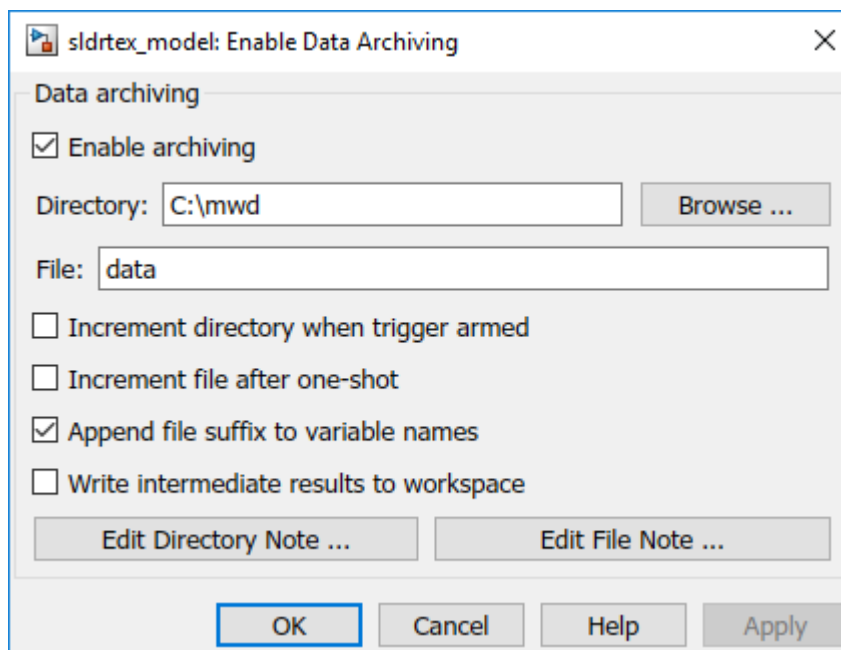 sldrtex_model: Enable Data Archiving
Data archiving
Enable archiving
Directory: C:\mwd Browse ...
File: data
Increment directory when trigger armed
Increment file after one-shot
Append file suffix to variable names
Write intermediate results to workspace
Edit Directory Note ... Edit File Note ...
OK Cancel Help Apply